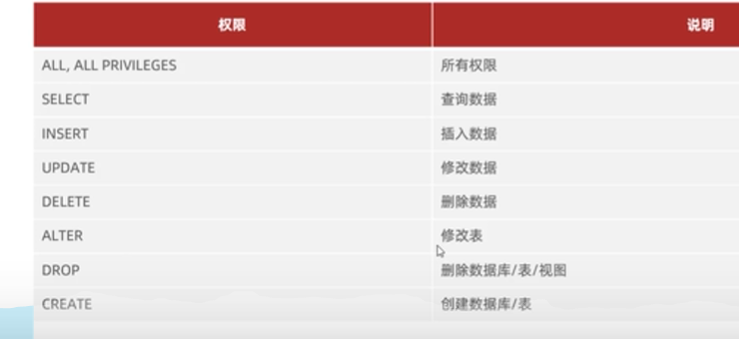 权限 说明
ALL, ALL PRIVILEGES 所有权限
SELECT 查询数据
INSERT 插入数据
UPDATE 修改数据
DELETE 删除数据
ALTER 修改表
DROP 删除数据库/表/视图
CREATE 创建数据库/表